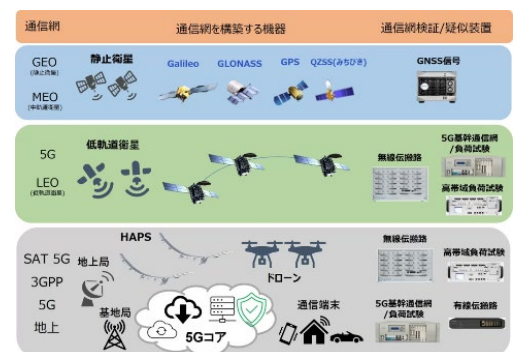 通信網
通信網を構築する機器
通信網検証/疑似装置
GEO
(静止衛星)
MEO
(中軌道衛星)
静止衛星
Galileo
GLONASS
GPS
QZSS(みちびき)
GNSS信号
5G
LEO
(低軌道衛星)
低軌道衛星
無線伝搬路
5G基幹通信網
/負荷試験
高帯域負荷試験
SAT 5G
3GPP
5G
地上
HAPS
地上局
基地局
5Gコア
ドローン
通信端末
無線伝搬路
高帯域負荷試験
5G基幹通信網
/負荷試験
有線伝搬路